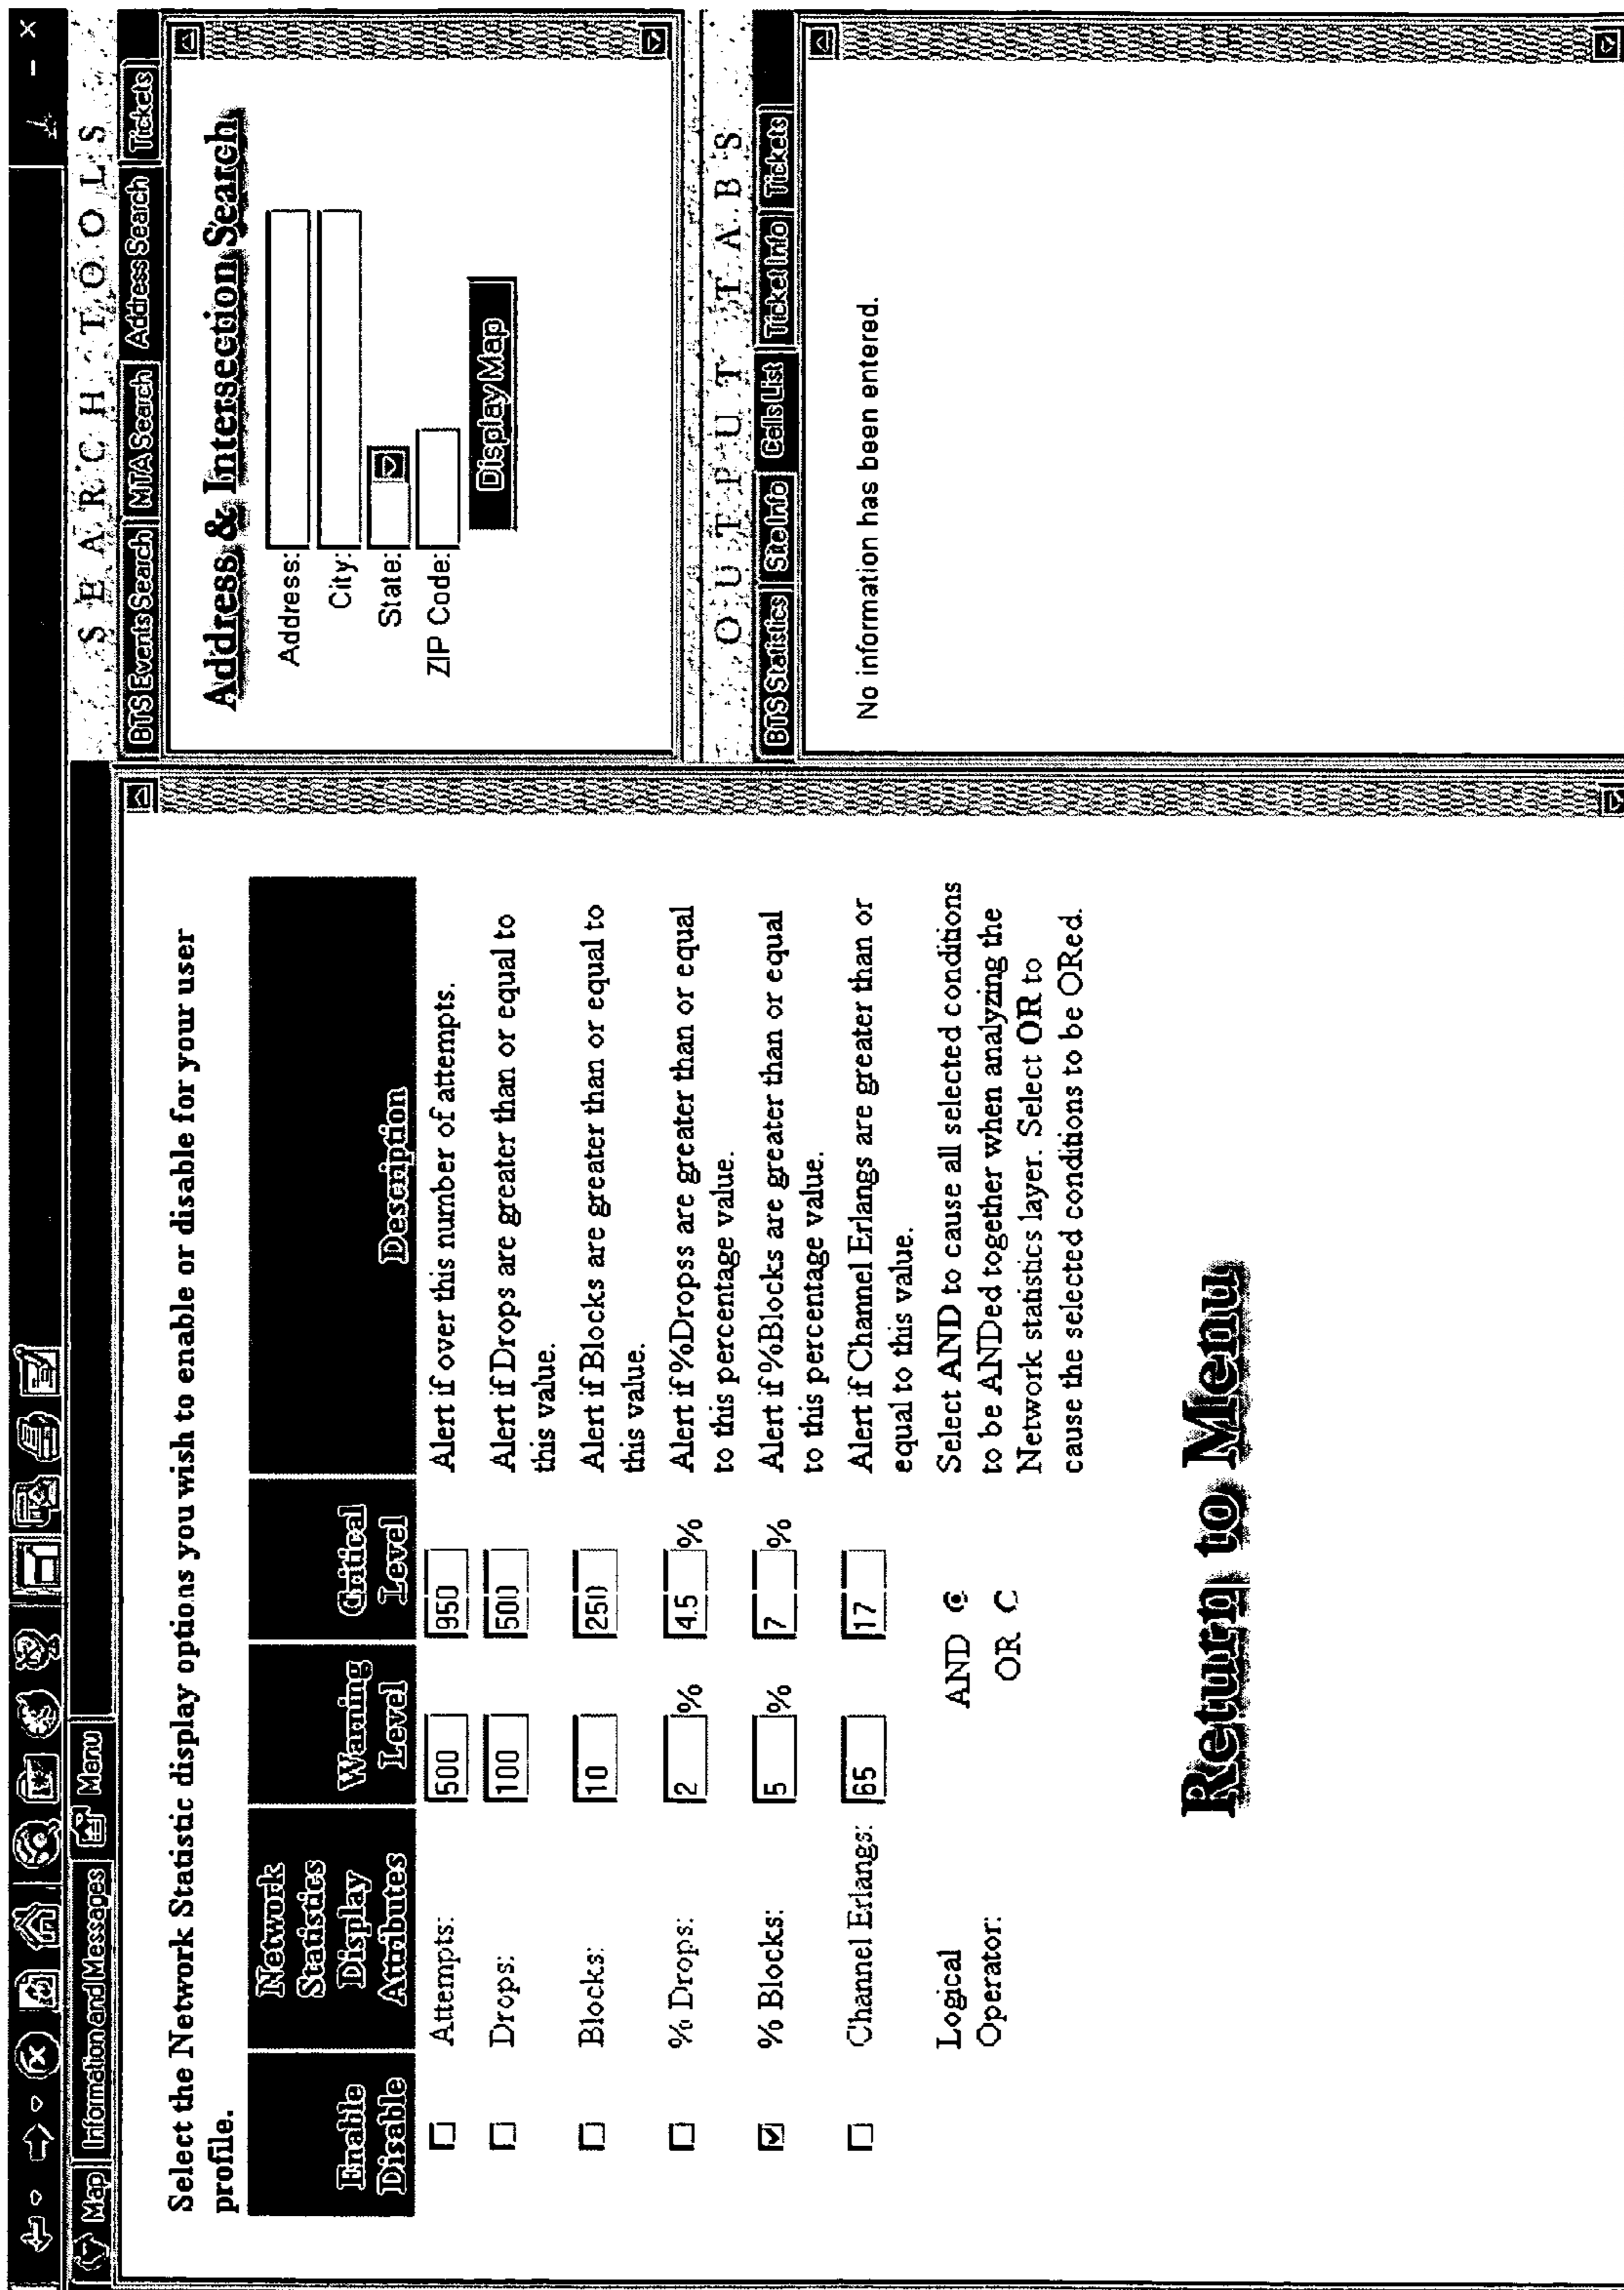 Map Information and Messages Menu
Select the Network Statistic display options you wish to enable or disable for your user
profile.
Enable
Disable
Network
Statistics
Display
Attributes
Warning
Level
Critical
Level
Description
Attempts: 500 950 Alert if over this number of attempts.
Drops: 100 500 Alert if Drops are greater than or equal to
this value.
Blocks: 10 250 Alert if Blocks are greater than or equal to
this value.
% Drops: 2 % 4.5 % Alert if %Dropss are greater than or equal
to this percentage value.
% Blocks: 5 % 7 % Alert if %Blocks are greater than or equal
to this percentage value.
Channel Erlangs: 65 17 Alert if Channel Erlangs are greater than or
equal to this value.
Logical
Operator:
AND
OR
Select AND to cause all selected conditions
to be ANDed together when analyzing the
Network statistics layer. Select OR to
cause the selected conditions to be ORed.
Return to Menu
SEARCH TOOLS
BTS Events Search MTA Search Address Search Tickets
Address & Intersection Search
Address:
City:
State:
ZIP Code:
Display Map
OUTPUT TABS
BTS Statistics Site Info Cells List Ticket Info Tickets
No information has been entered.